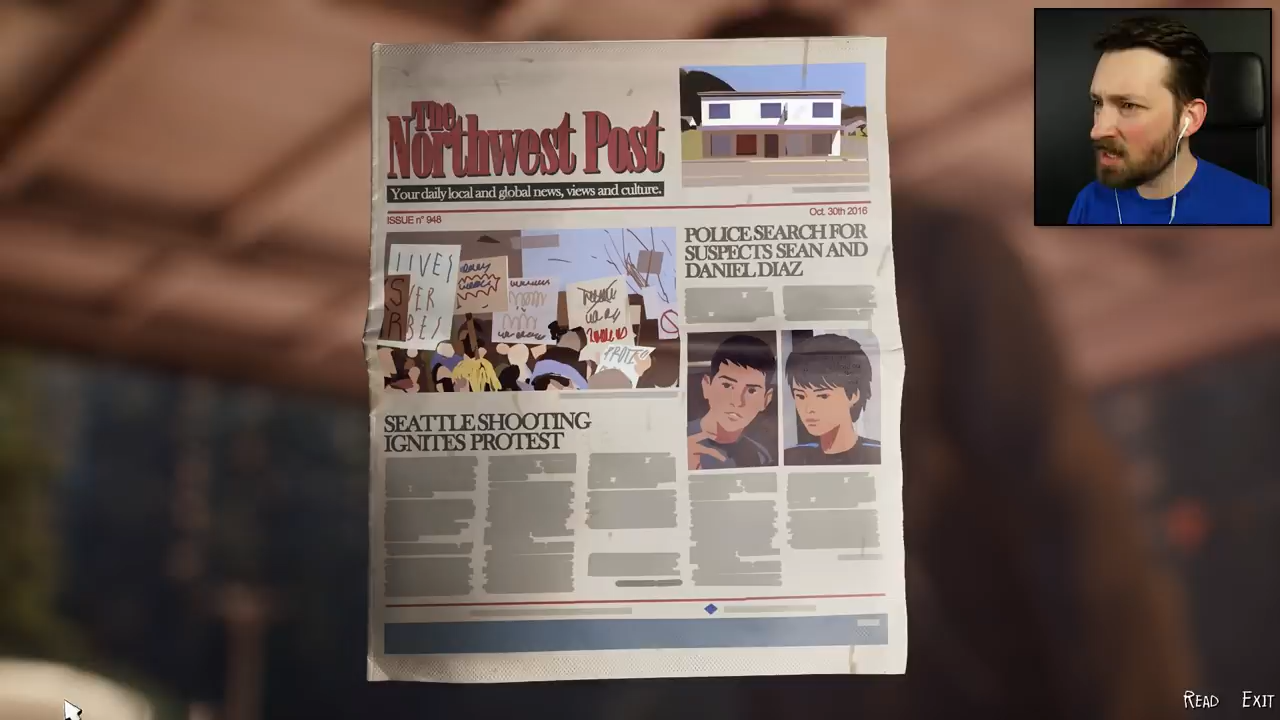 The
Northwest Post
Your daily local and global news, views and culture.
ISSUE n° 948
Oct. 30th 2016
LIVES
POLICE SEARCH FOR
SUSPECTS SEAN AND
DANIEL DIAZ
SEATTLE SHOOTING
IGNITES PROTEST
READ EXIT